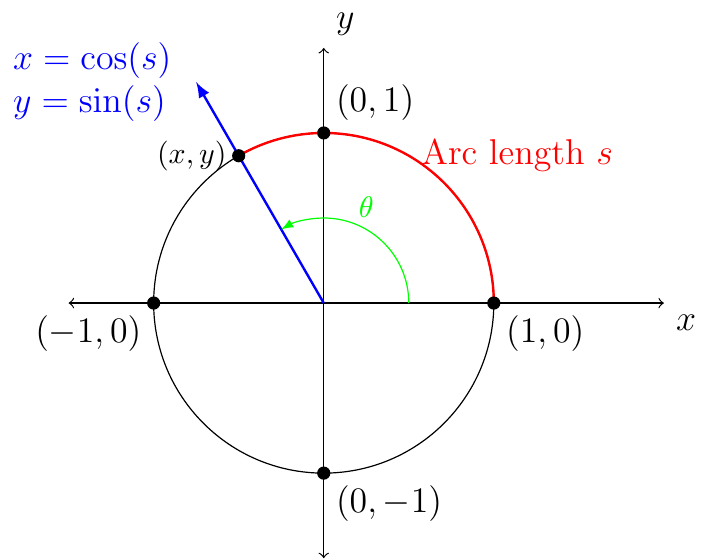 y
x = cos(s)
y = sin(s)
(0, 1)
(x, y)
Arc length s
θ
(−1, 0)
(1, 0)
x
(0, −1)